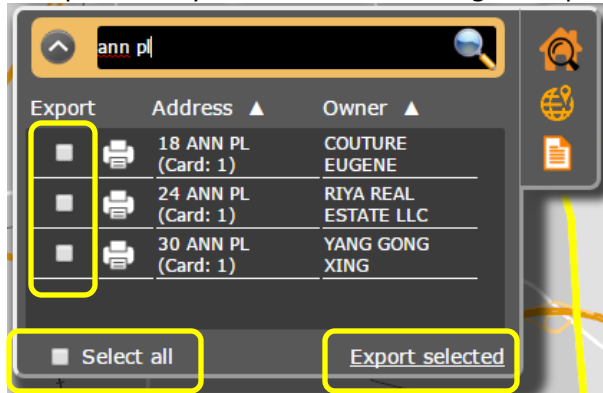 ann pl
Export Address ▲ Owner ▲
18 ANN PL COUTURE
(Card: 1) EUGENE
24 ANN PL RIYA REAL
(Card: 1) ESTATE LLC
30 ANN PL YANG GONG
(Card: 1) XING
Select all Export selected